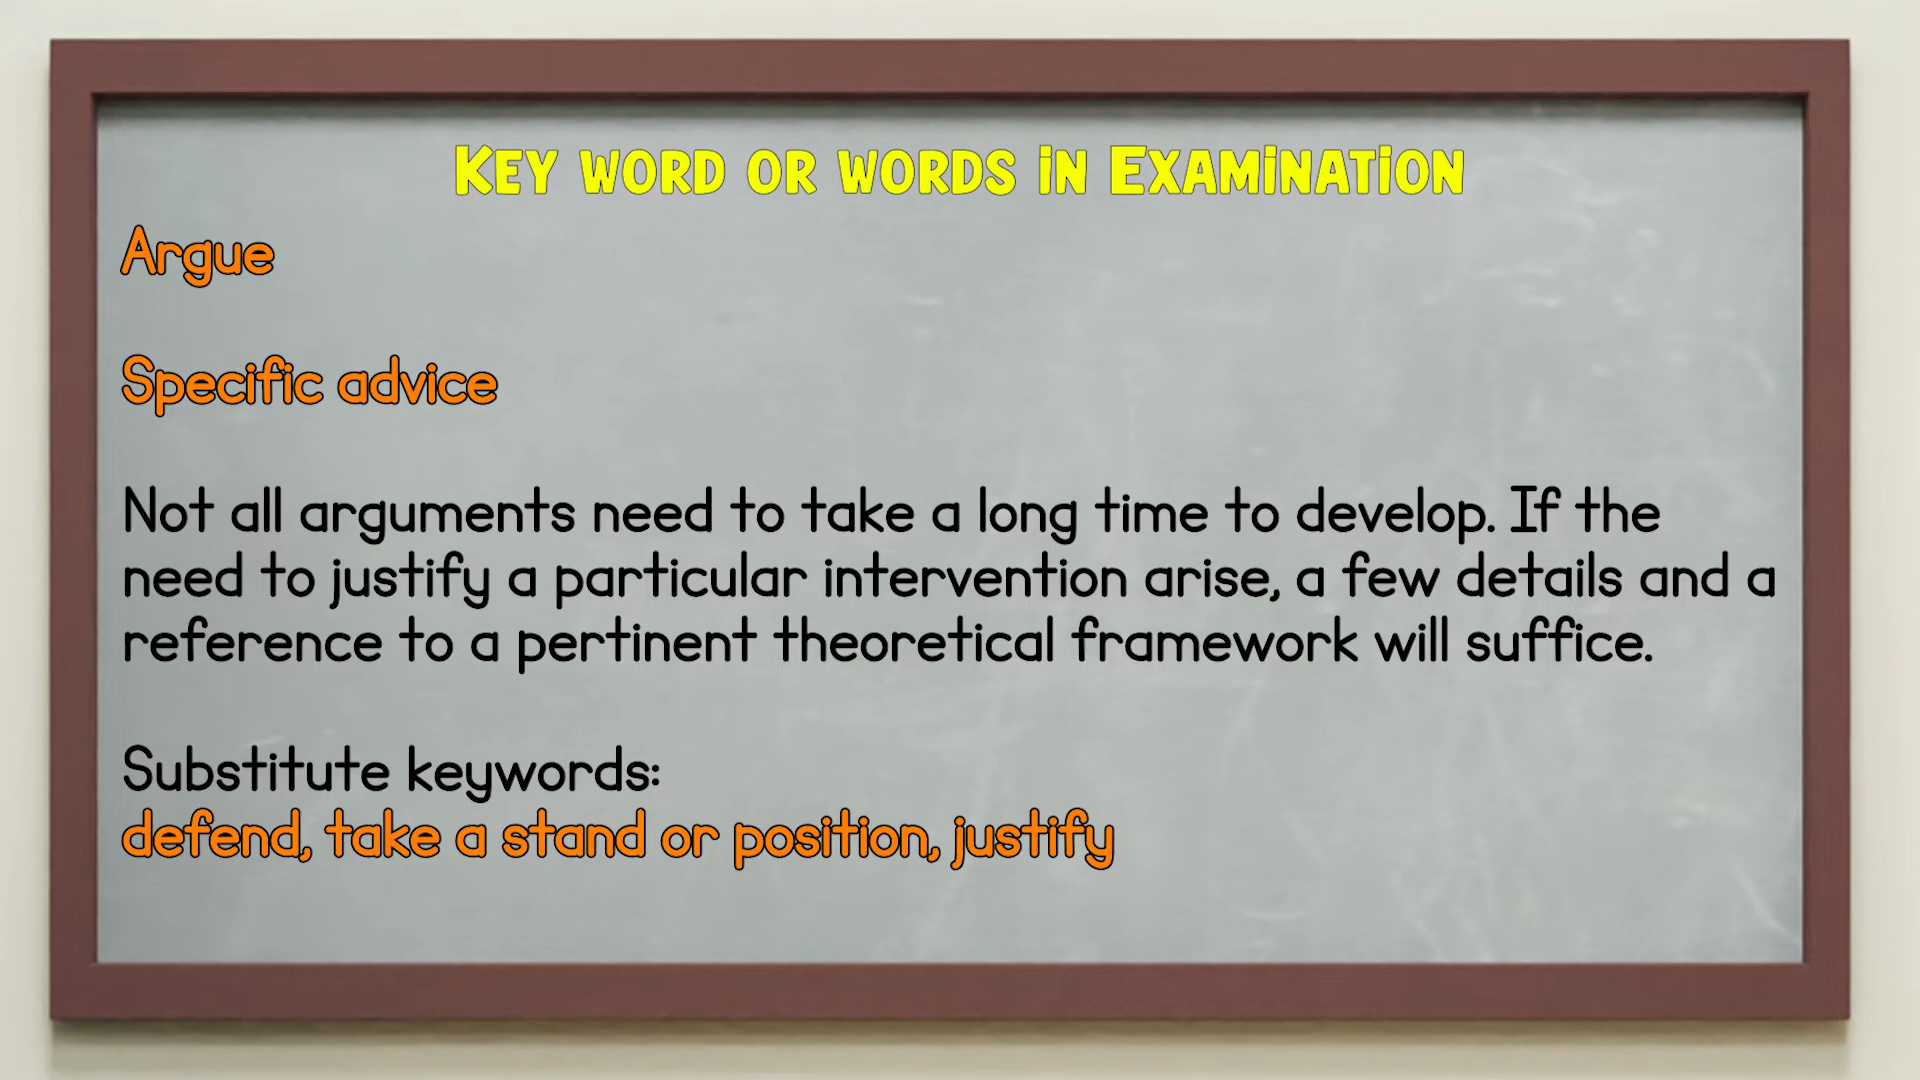 Key word or words in Examination
Argue
Specific advice
Not all arguments need to take a long time to develop. If the
need to justify a particular intervention arise, a few details and a
reference to a pertinent theoretical framework will suffice.
Substitute keywords:
defend, take a stand or position, justify